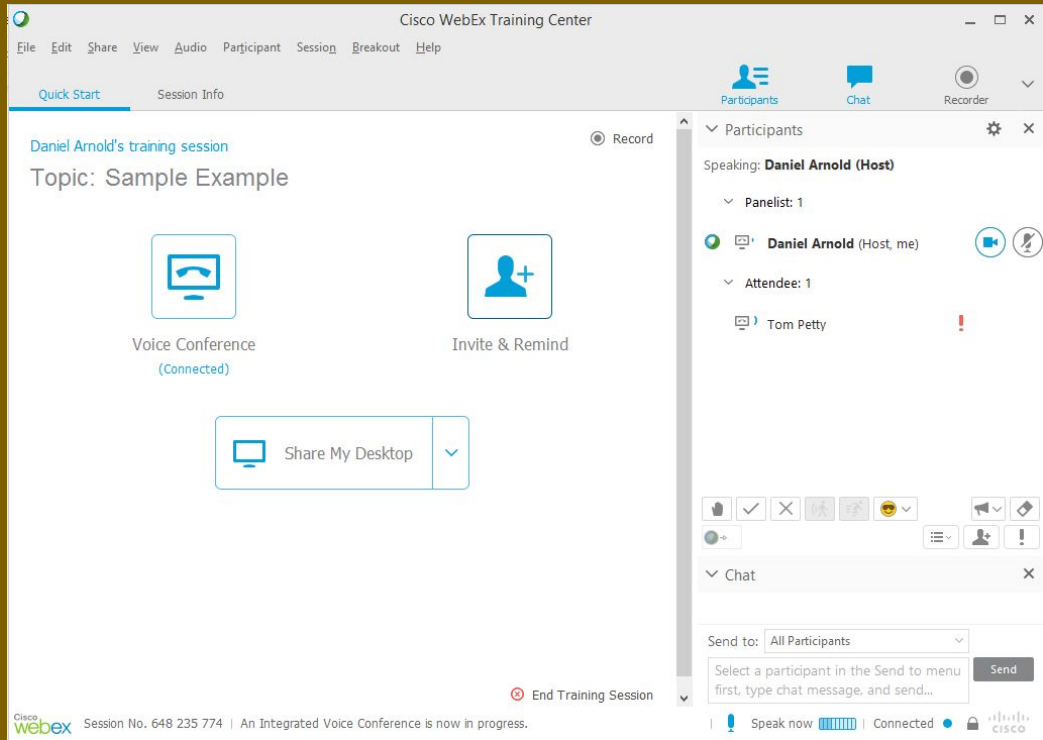 Cisco WebEx Training Center
File Edit Share View Audio Participant Session Breakout Help
Quick Start Session Info
Participants Chat Recorder
Daniel Arnold's training session
Record
Topic: Sample Example
Voice Conference
(Connected)
Invite & Remind
Share My Desktop
End Training Session
Participants
Speaking: Daniel Arnold (Host)
Panelist: 1
Daniel Arnold (Host, me)
Attendee: 1
Tom Petty
Chat
Send to: All Participants
Select a participant in the Send to menu
first, type chat message, and send...
Send
Cisco
webex
Session No. 648 235 774 | An Integrated Voice Conference is now in progress.
Speak now | Connected
CISCO